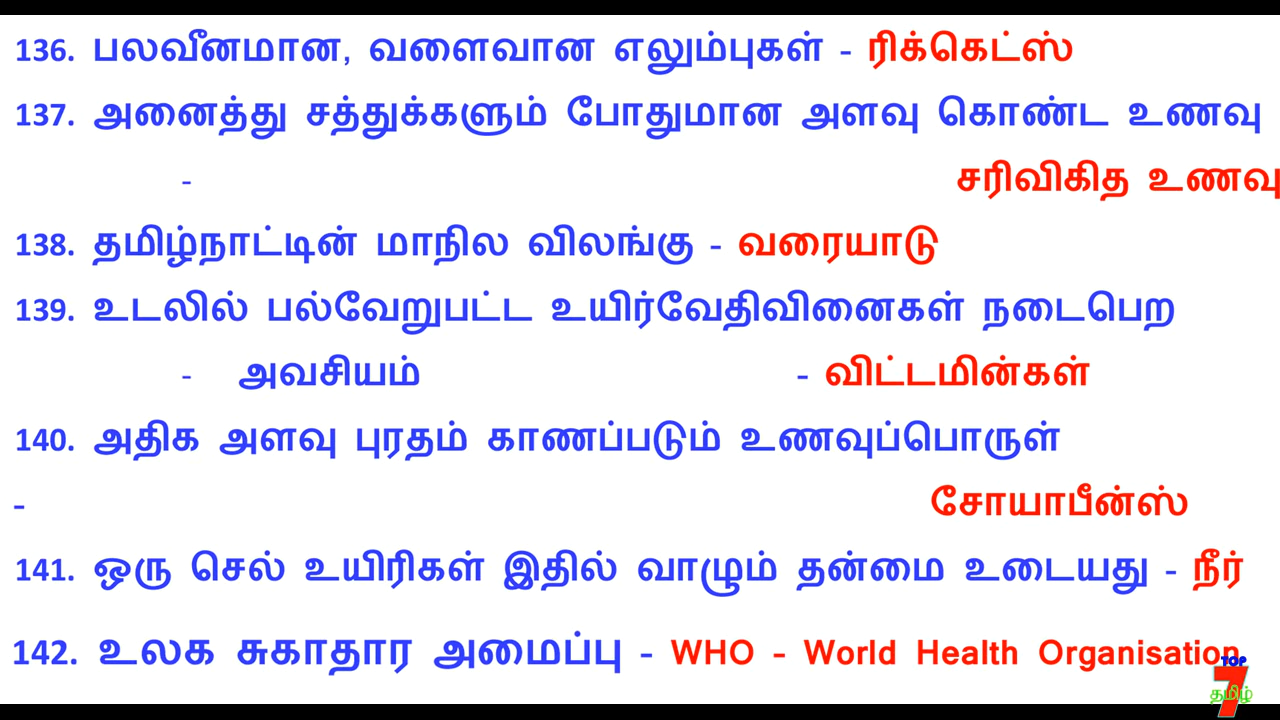 136. பலவீனமான, வளைவான எலும்புகள் - ரிக்கெட்ஸ்
137. அனைத்து சத்துக்களும் போதுமான அளவு கொண்ட உணவு
- சரிவிகித உணவு
138. தமிழ்நாட்டின் மாநில விலங்கு - வரையாடு
139. உடலில் பல்வேறுபட்ட உயிர்வேதிவினைகள் நடைபெற
- அவசியம் - விட்டமின்கள்
140. அதிக அளவு புரதம் காணப்படும் உணவுப்பொருள்
- சோயாபீன்ஸ்
141. ஒரு செல் உயிரிகள் இதில் வாழும் தன்மை உடையது - நீர்
142. உலக சுகாதார அமைப்பு - WHO - World Health Organisation
TOP
7
தமிழ்